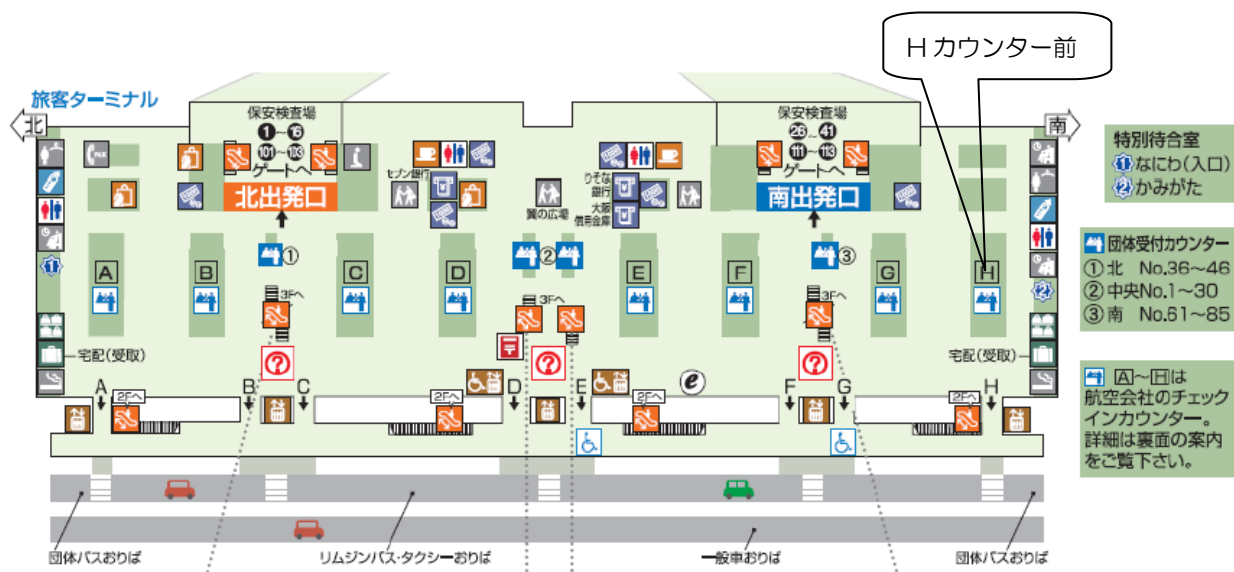 Hカウンター前
旅客ターミナル
北
南
保安検査場
1~16
101~103
ゲートへ
北出発口
保安検査場
26~41
111~113
ゲートへ
南出発口
FAX
セブン銀行
翼の広場
りそな
銀行
大阪
信用金庫
特別待合室
1 なにわ(入口)
2 かみがた
団体受付カウンター
① 北 No.36~46
② 中央No.1~30
③ 南 No.61~85
① ② ③
A B C D E F G H
1
2
3Fへ
3Fへ
3Fへ
宅配(受取)
宅配(受取)
?
?
?
〒
e
A B C D E F G H
2Fへ
2Fへ
2Fへ
2Fへ
A~Hは
航空会社のチェック
インカウンター。
詳細は裏面の案内
をご覧下さい。
団体バスおりば
リムジンバス・タクシーおりば
一般車おりば
団体バスおりば